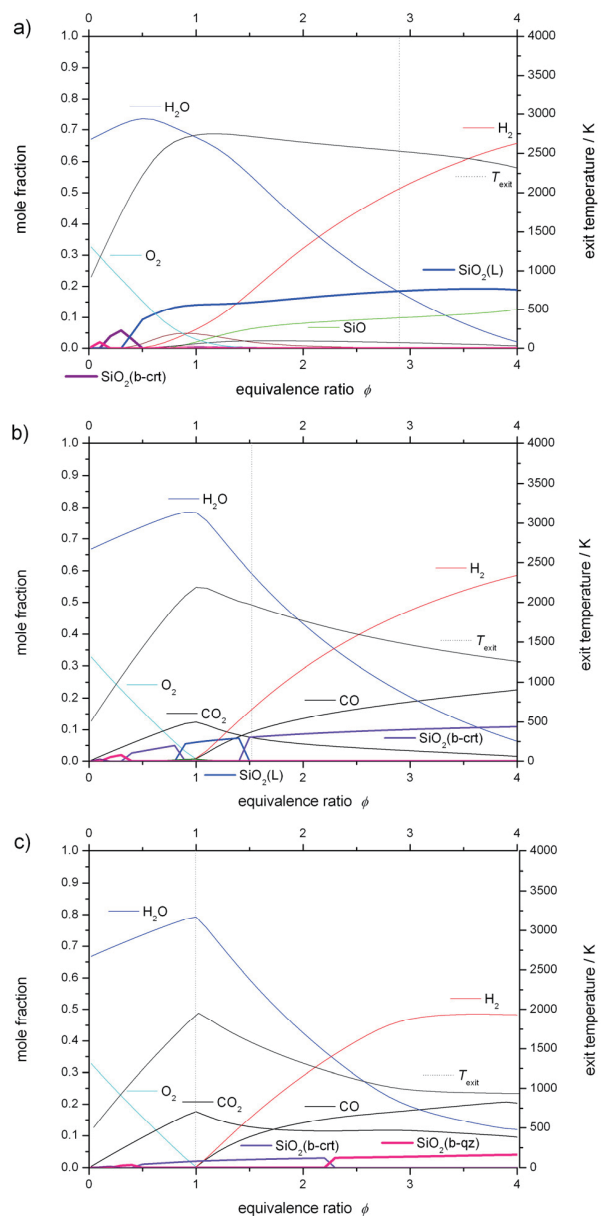 a)
0 1 2 3 4
1.0 4000
0.9 3500
0.8 3000
0.7 2500
0.6 2000
0.5 1500
0.4 1000
0.3 500
0.2 0
0.1
0.0
mole fraction
exit temperature / K
H2O
H2
Texit
O2
SiO2(L)
SiO
0 1 2 3 4
SiO2(b-crt)
equivalence ratio ϕ
b)
0 1 2 3 4
1.0 4000
0.9 3500
0.8 3000
0.7 2500
0.6 2000
0.5 1500
0.4 1000
0.3 500
0.2 0
0.1
0.0
mole fraction
exit temperature / K
H2O
H2
Texit
O2
CO
CO2
SiO2(b-crt)
0 1 2 3 4
SiO2(L)
equivalence ratio ϕ
c)
0 1 2 3 4
1.0 4000
0.9 3500
0.8 3000
0.7 2500
0.6 2000
0.5 1500
0.4 1000
0.3 500
0.2 0
0.1
0.0
mole fraction
exit temperature / K
H2O
H2
Texit
O2
CO2
CO
SiO2(b-crt)
SiO2(b-qz)
0 1 2 3 4
equivalence ratio ϕ